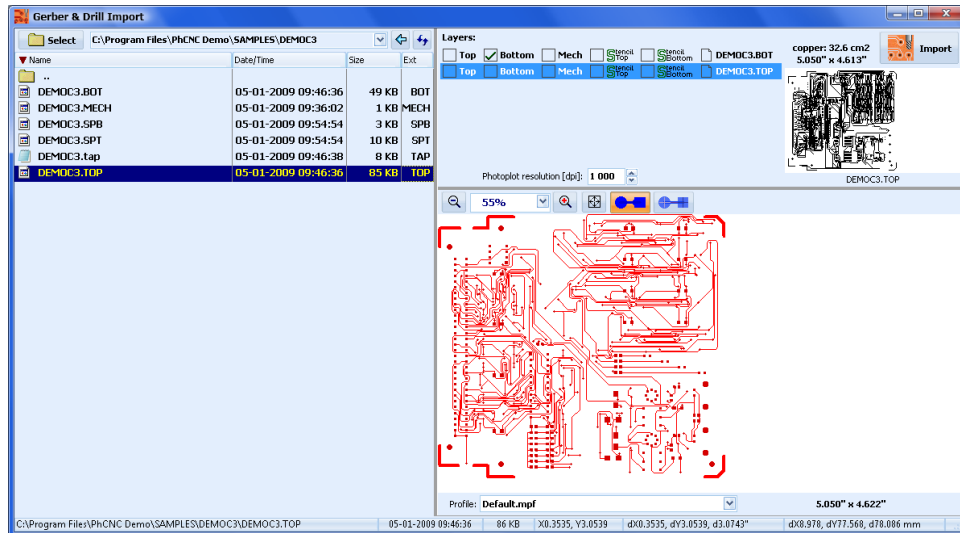 Gerber & Drill Import
Select C:\Program Files\PhCNC Demo\SAMPLES\DEMOC3
Name Date/Time Size Ext
..
DEMOC3.BOT 05-01-2009 09:46:36 49 KB BOT
DEMOC3.MECH 05-01-2009 09:36:02 1 KB MECH
DEMOC3.SPB 05-01-2009 09:54:54 3 KB SPB
DEMOC3.SPT 05-01-2009 09:54:54 10 KB SPT
DEMOC3.tap 05-01-2009 09:46:38 8 KB TAP
DEMOC3.TOP 05-01-2009 09:46:36 85 KB TOP
Layers:
Top Bottom Mech Stencil Top Stencil Bottom DEMOC3.BOT
Top Bottom Mech Stencil Top Stencil Bottom DEMOC3.TOP
copper: 32.6 cm2
5.050" x 4.613"
Import
Photoplot resolution [dpi]: 1 000
DEMOC3.TOP
55%
Profile: Default.mpf
5.050" x 4.622"
C:\Program Files\PhCNC Demo\SAMPLES\DEMOC3\DEMOC3.TOP 05-01-2009 09:46:36 86 KB X0.3535, Y3.0539 dX0.3535, dY3.0539, d3.0743" dX8.978, dY77.568, d78.086 mm